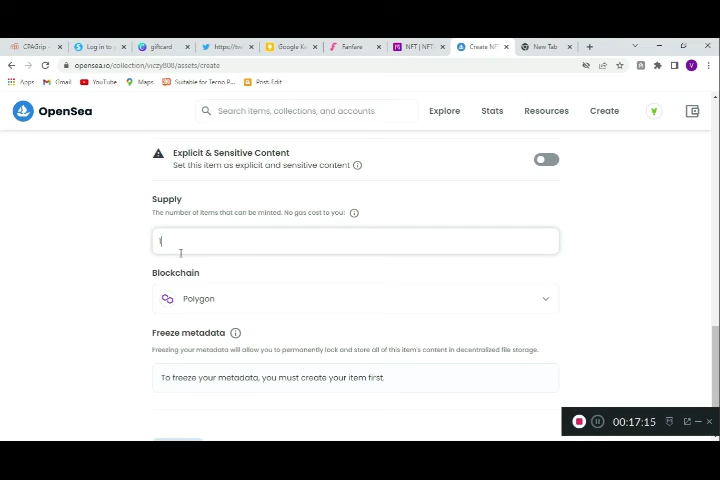 CPAGrip
Log in to
giftcard
https://tw
Google Ke
Fanfare
NFT | NFT
Create NF
New Tab
opensea.io/collection/viczy808/assets/create
Apps
Gmail
YouTube
Maps
Suitable for Tecno P...
Post: Edit
OpenSea
Search items, collections, and accounts
Explore
Stats
Resources
Create
Explicit & Sensitive Content
Set this item as explicit and sensitive content
Supply
The number of items that can be minted. No gas cost to you!
1
Blockchain
Polygon
Freeze metadata
Freezing your metadata will allow you to permanently lock and store all of this item's content in decentralized file storage.
To freeze your metadata, you must create your item first.
00:17:15